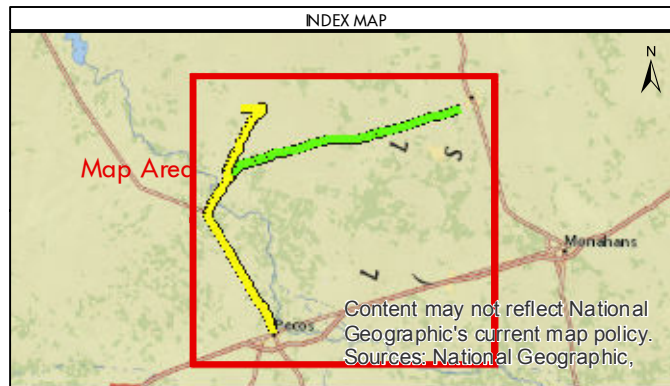 INDEX MAP
N
Map Area
L
S
Monahans
L
Pecos
Content may not reflect National
Geographic's current map policy.
Sources: National Geographic,